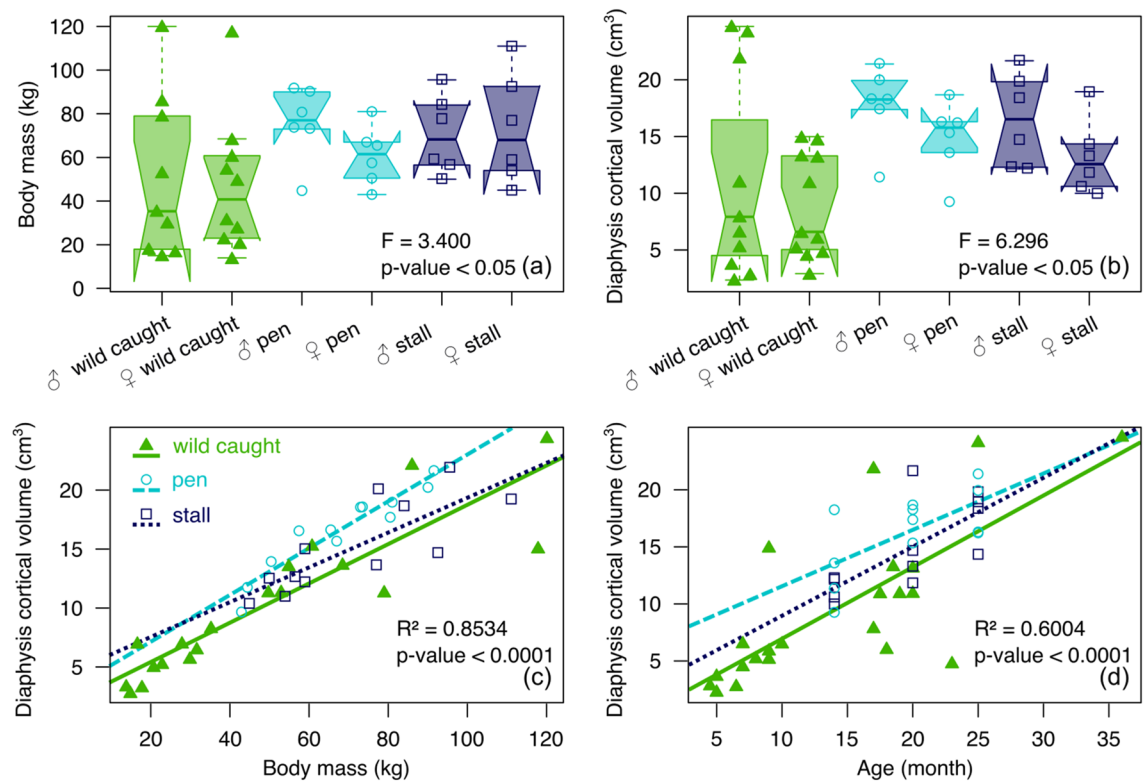 Body mass (kg)
120
100
80
60
40
20
0
F = 3.400
p-value < 0.05 (a)
♂ wild caught
♀ wild caught
♂ pen
♀ pen
♂ stall
♀ stall
Diaphysis cortical volume (cm³)
20
15
10
5
F = 6.296
p-value < 0.05 (b)
♂ wild caught
♀ wild caught
♂ pen
♀ pen
♂ stall
♀ stall
Diaphysis cortical volume (cm³)
20
15
10
5
wild caught
pen
stall
R² = 0.8534
p-value < 0.0001
(c)
20 40 60 80 100 120
Body mass (kg)
Diaphysis cortical volume (cm³)
20
15
10
5
R² = 0.6004
p-value < 0.0001
(d)
5 10 15 20 25 30 35
Age (month)